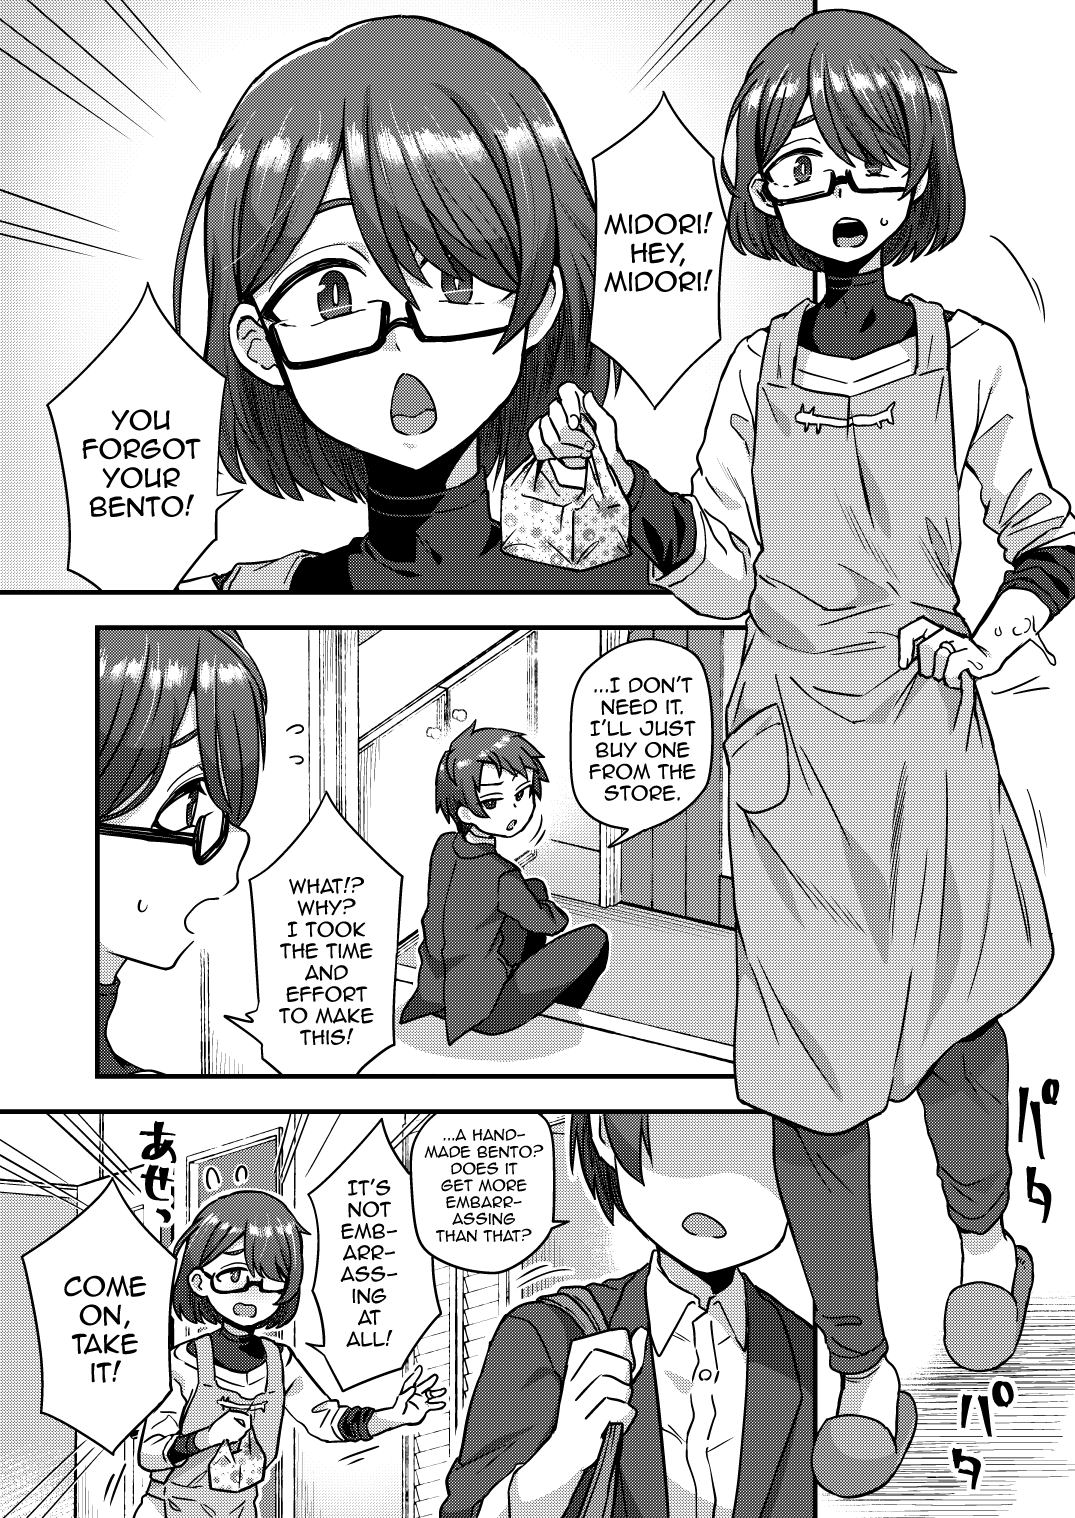 MIDORI!
HEY,
MIDORI!
YOU
FORGOT
YOUR
BENTO!
...I DON'T
NEED IT.
I'LL JUST
BUY ONE
FROM THE
STORE.
WHAT!?
WHY?
I TOOK
THE TIME
AND
EFFORT
TO MAKE
THIS!
パタ
パタ
...A HAND-
MADE BENTO?
DOES IT
GET MORE
EMBARR-
ASSING
THAN THAT?
IT'S
NOT
EMB-
ARR-
ASS-
ING
AT
ALL!
あせっ
COME
ON,
TAKE
IT!